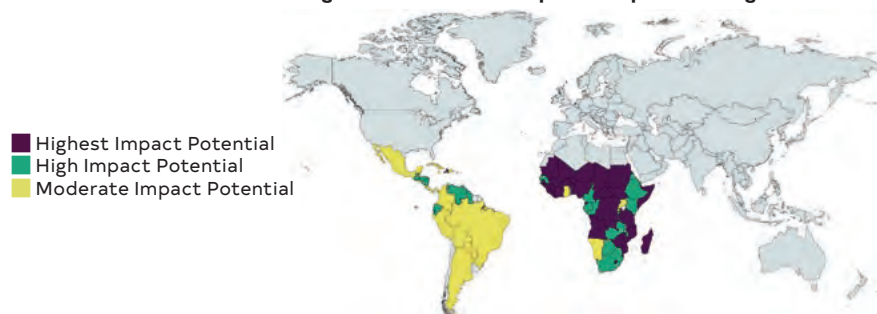 Highest Impact Potential
High Impact Potential
Moderate Impact Potential